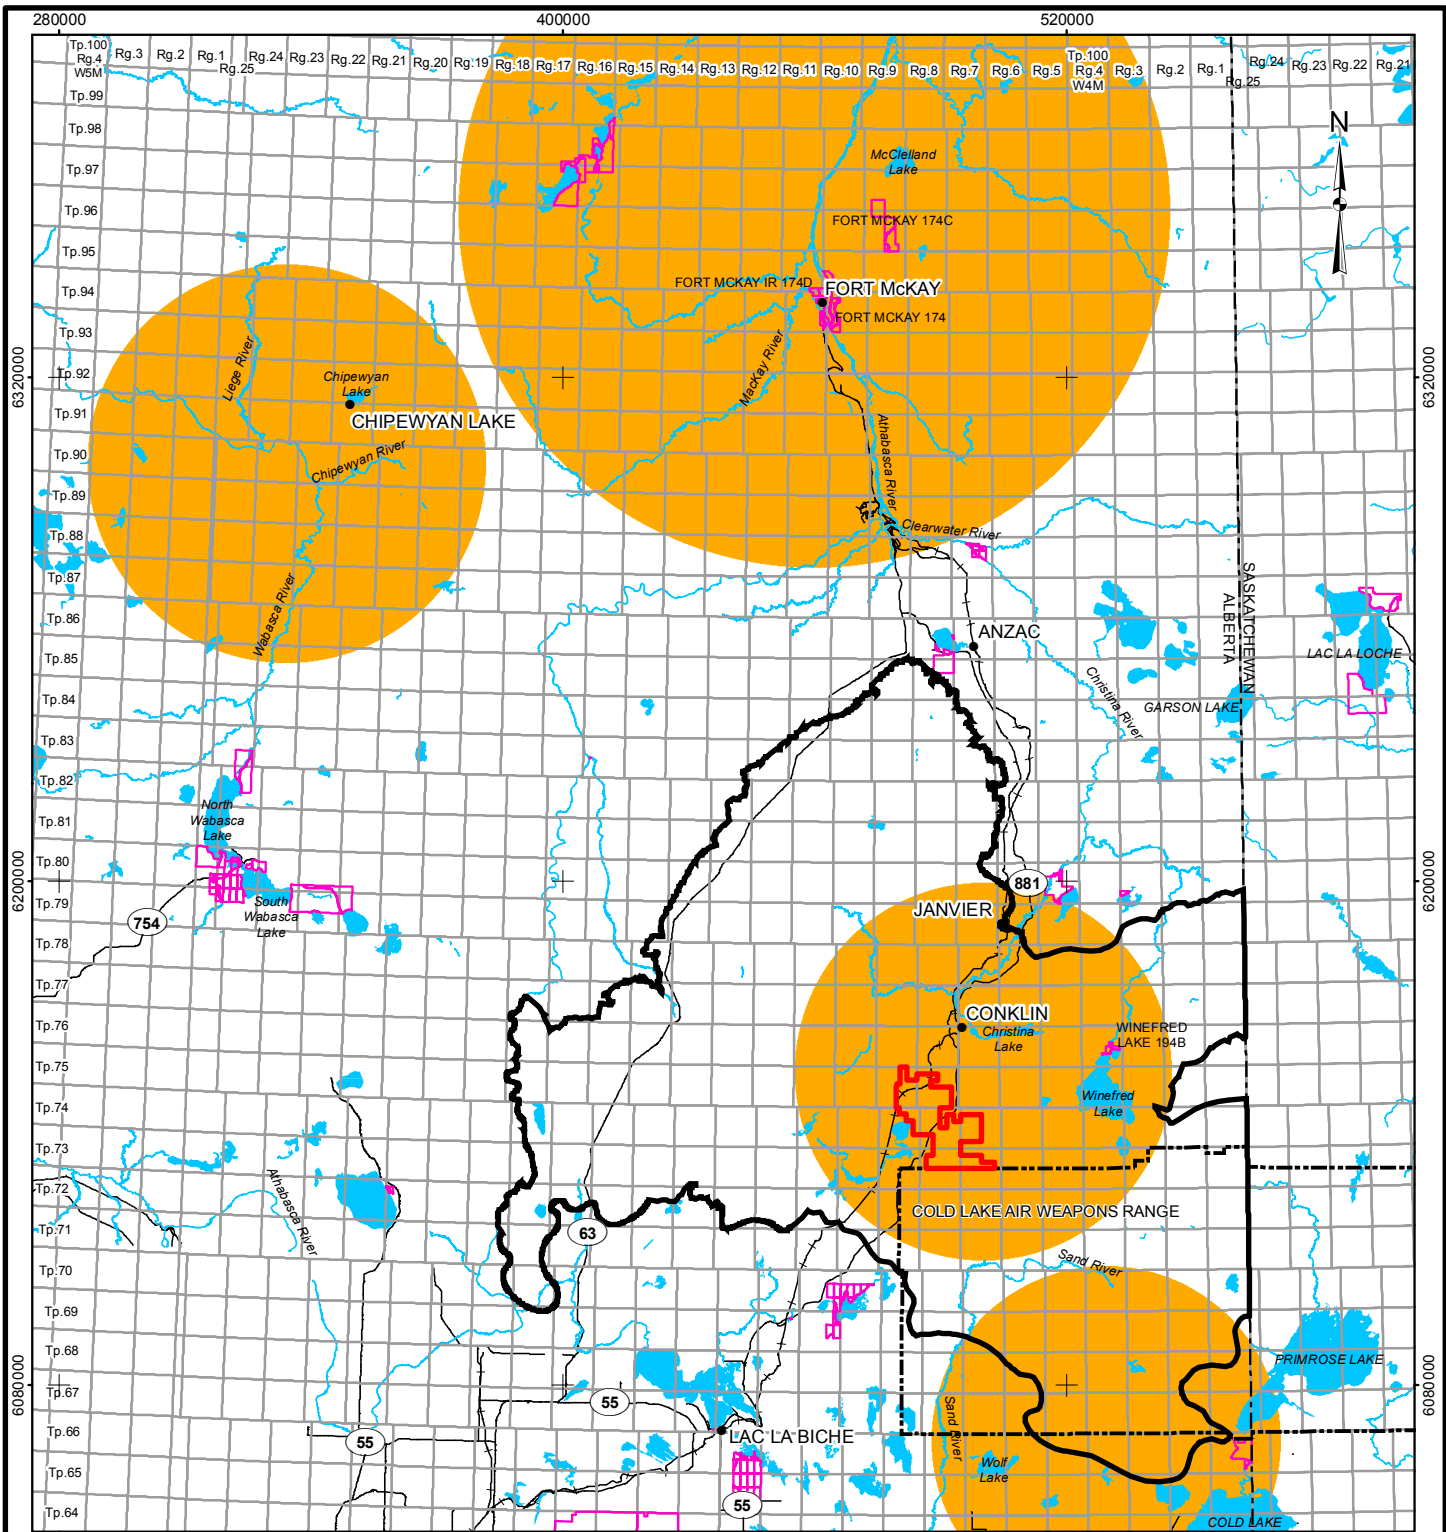 280000
400000
520000
Tp.100
Rg.4
W5M
Rg.3
Rg.2
Rg.1
Rg.25
Rg.24
Rg.23
Rg.22
Rg.21
Rg.20
Rg.19
Rg.18
Rg.17
Rg.16
Rg.15
Rg.14
Rg.13
Rg.12
Rg.11
Rg.10
Rg.9
Rg.8
Rg.7
Rg.6
Rg.5
Tp.100
Rg.4
W4M
Rg.3
Rg.2
Rg.1
Rg.25
Rg.24
Rg.23
Rg.22
Rg.21
Tp.99
Tp.98
N
McClelland
Lake
Tp.97
Tp.96
FORT MCKAY 174C
Tp.95
FORT MCKAY IR 174D
FORT McKAY
Tp.94
FORT MCKAY 174
Tp.93
Liege River
MacKay River
6320000
6320000
Tp.92
Chipewyan
Lake
Tp.91
CHIPEWYAN LAKE
Athabasca River
Tp.90
Chipewyan River
Tp.89
Clearwater River
Tp.88
Tp.87
Wabasca River
SASKATCHEWAN
ALBERTA
Tp.86
ANZAC
Tp.85
LAC LA LOCHE
Christina River
Tp.84
GARSON LAKE
Tp.83
Tp.82
North
Wabasca
Lake
Tp.81
Tp.80
6200000
6200000
881
Tp.79
South
Wabasca
Lake
754
JANVIER
Tp.78
Tp.77
Tp.76
CONKLIN
Christina
Lake
WINEFRED
LAKE 194B
Tp.75
Winefred
Lake
Tp.74
Tp.73
Tp.72
Athabasca River
COLD LAKE AIR WEAPONS RANGE
Tp.71
63
Tp.70
Sand River
Tp.69
Tp.68
PRIMROSE LAKE
6080000
6080000
Tp.67
55
Tp.66
55
LAC LA BICHE
Sand River
Tp.65
Wolf
Lake
Tp.64
55
COLD LAKE